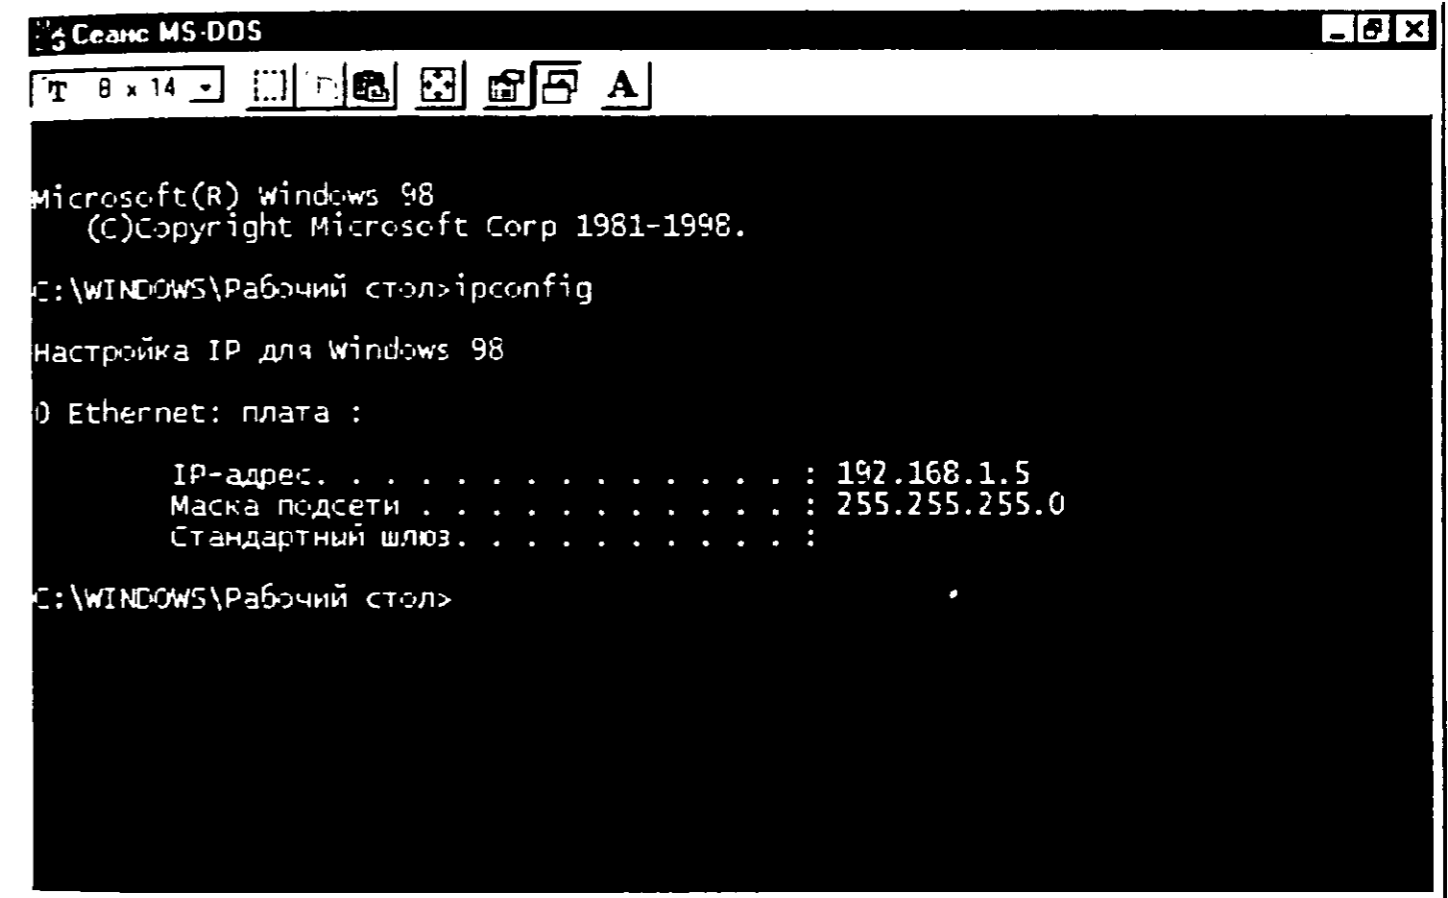 Сеанс MS-DOS
8 x 14
A
Microsoft(R) Windows 98
(C)Copyright Microsoft Corp 1981-1998.
C:\WINDOWS\Рабочий стол>ipconfig
Настройка IP для Windows 98
0 Ethernet: плата :
IP-адрес. . . . . . . . . . . . . . : 192.168.1.5
Маска подсети . . . . . . . . . . . : 255.255.255.0
Стандартный шлюз. . . . . . . . . . :
C:\WINDOWS\Рабочий стол>